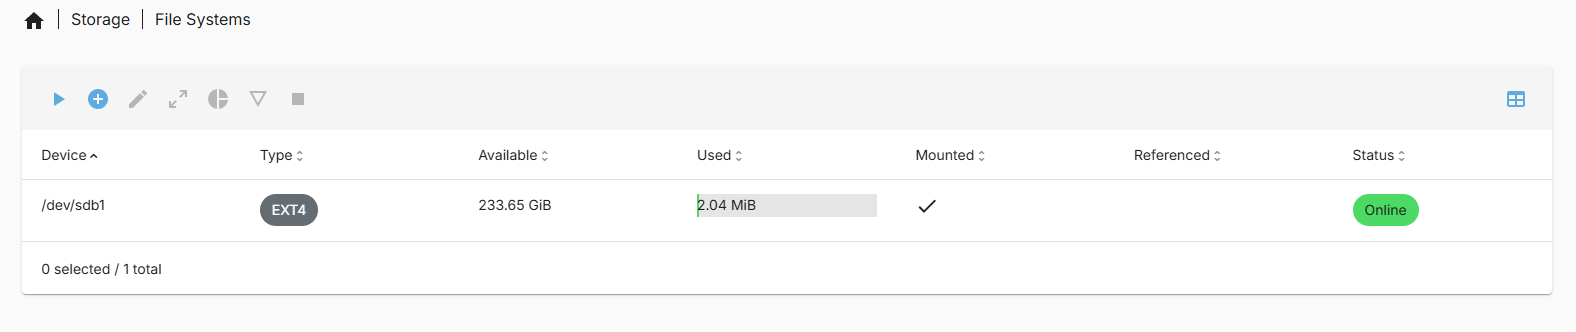 Storage | File Systems
Device Type Available Used Mounted Referenced Status
/dev/sdb1 EXT4 233.65 GiB 2.04 MiB Online
0 selected / 1 total